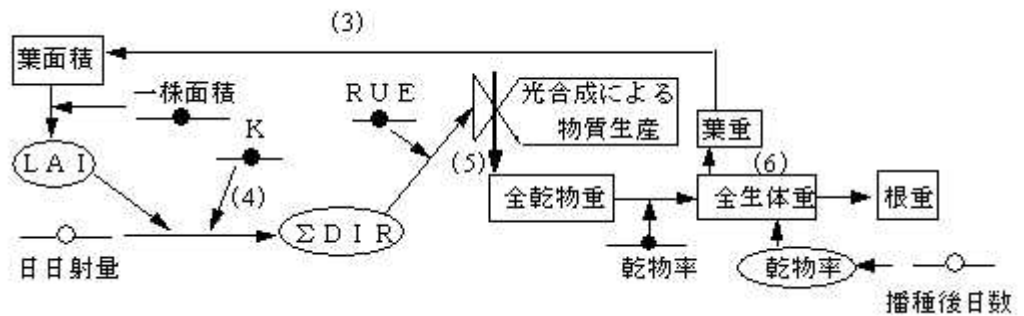 (3)
葉面積
一株面積
RUE
光合成による
物質生産
K
葉重
LAI
(4)
(5)
(6)
全乾物重
全生体重
根重
日日射量
ΣDIR
乾物率
乾物率
播種後日数